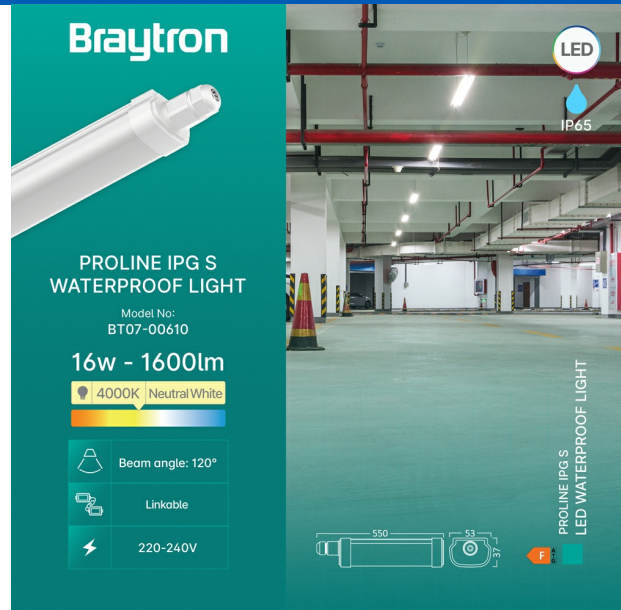 Braytron
PROLINE IPG S
WATERPROOF LIGHT
Model No:
BT07-00610
16w - 1600lm
4000K Neutral White
Beam angle: 120°
Linkable
220-240V
LED
IP65
PROLINE IPG S
LED WATERPROOF LIGHT
550
53
37
F
A
G